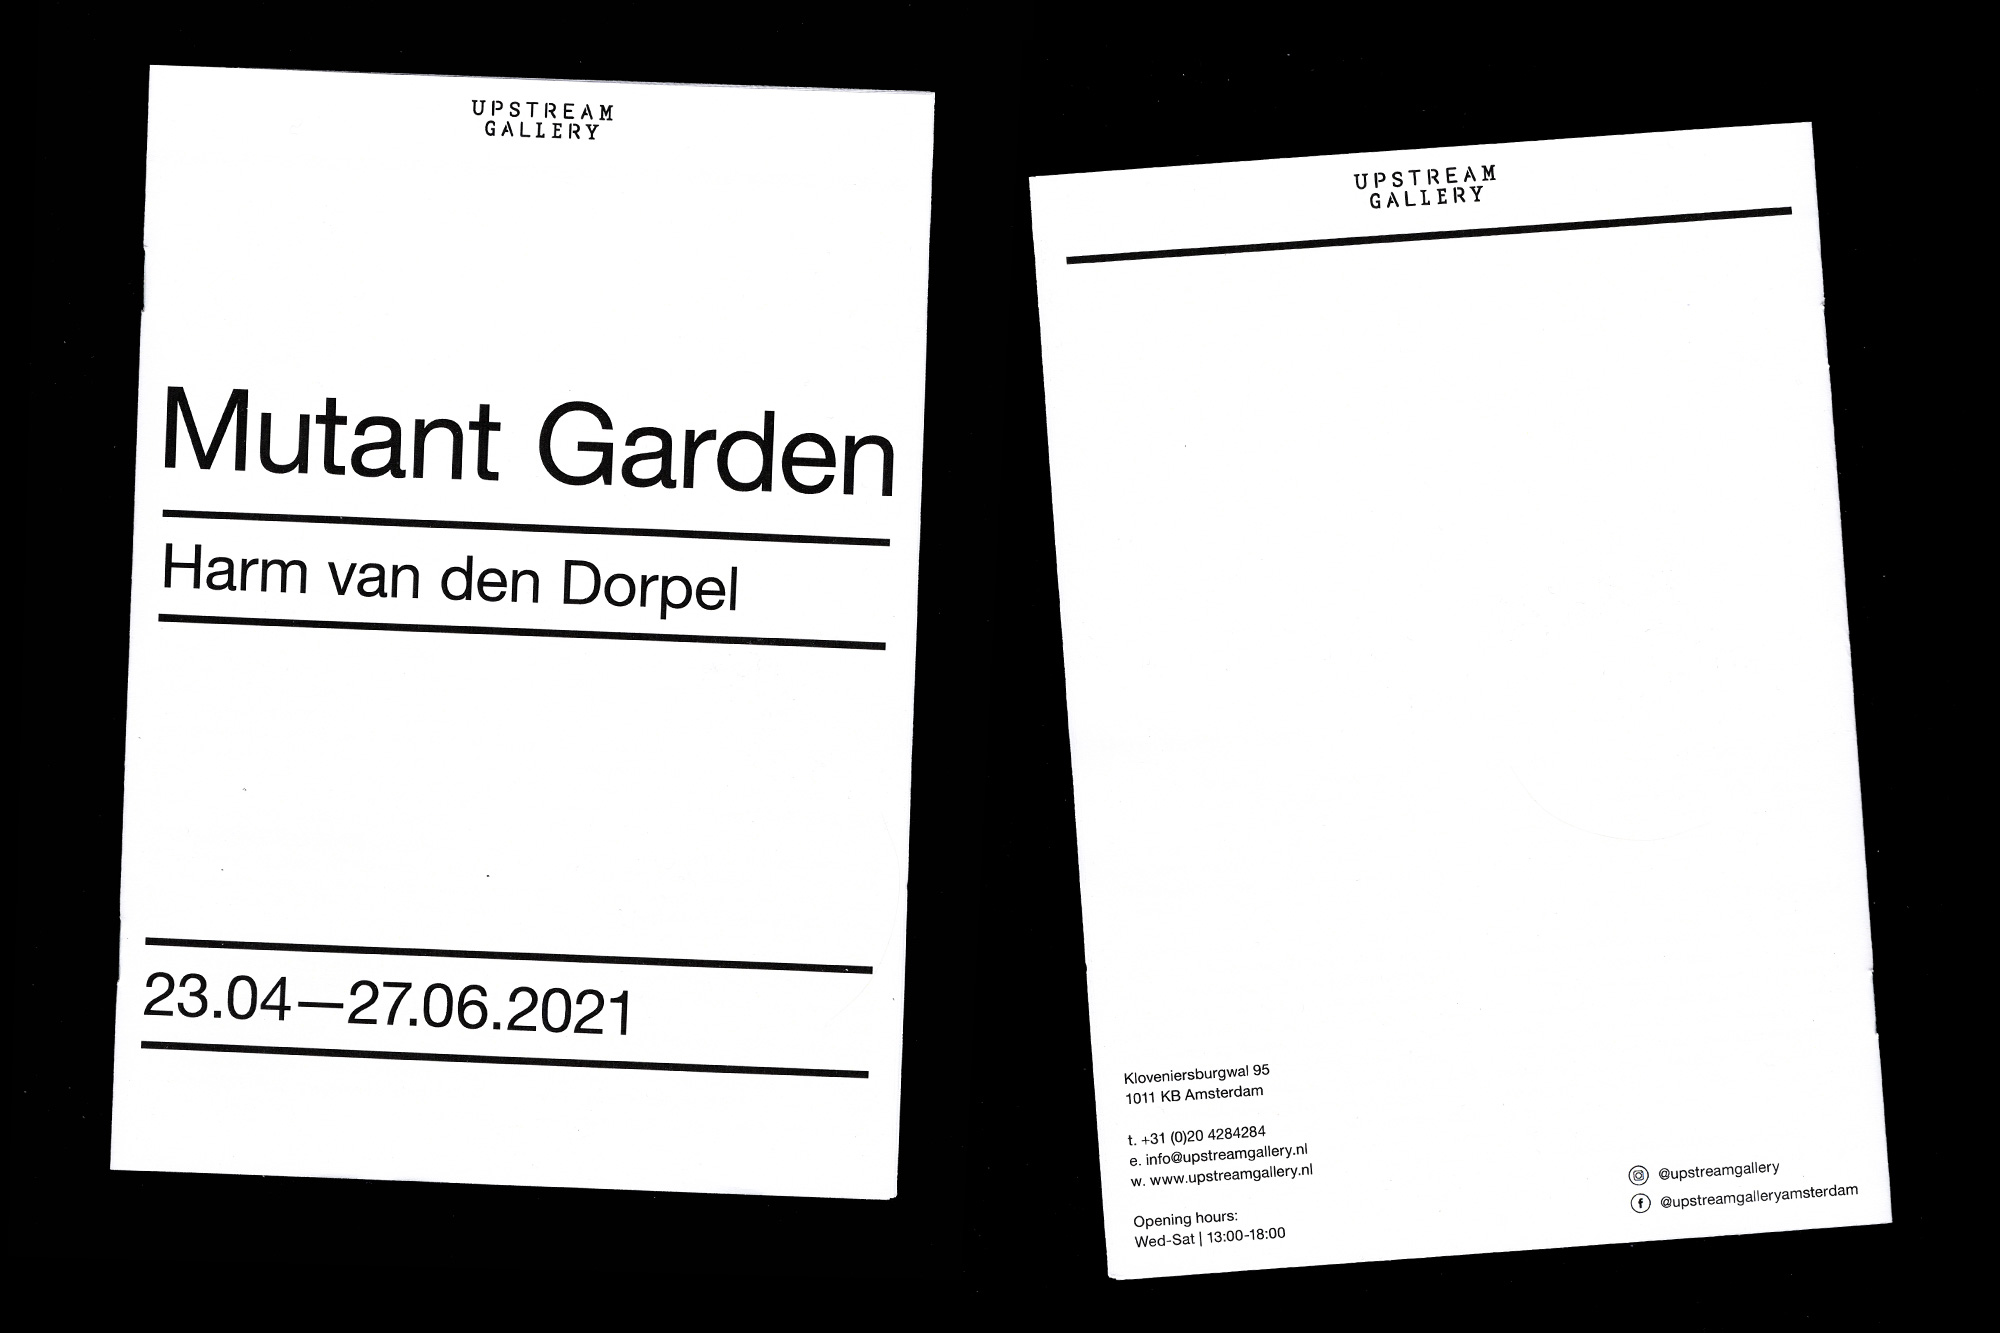 UPSTREAM
GALLERY
Mutant Garden
Harm van den Dorpel
23.04—27.06.2021
UPSTREAM
GALLERY
Kloveniersburgwal 95
1011 KB Amsterdam
t. +31 (0)20 4284284
e. info@upstreamgallery.nl
w. www.upstreamgallery.nl
Opening hours:
Wed-Sat | 13:00-18:00
@upstreamgallery
@upstreamgalleryamsterdam